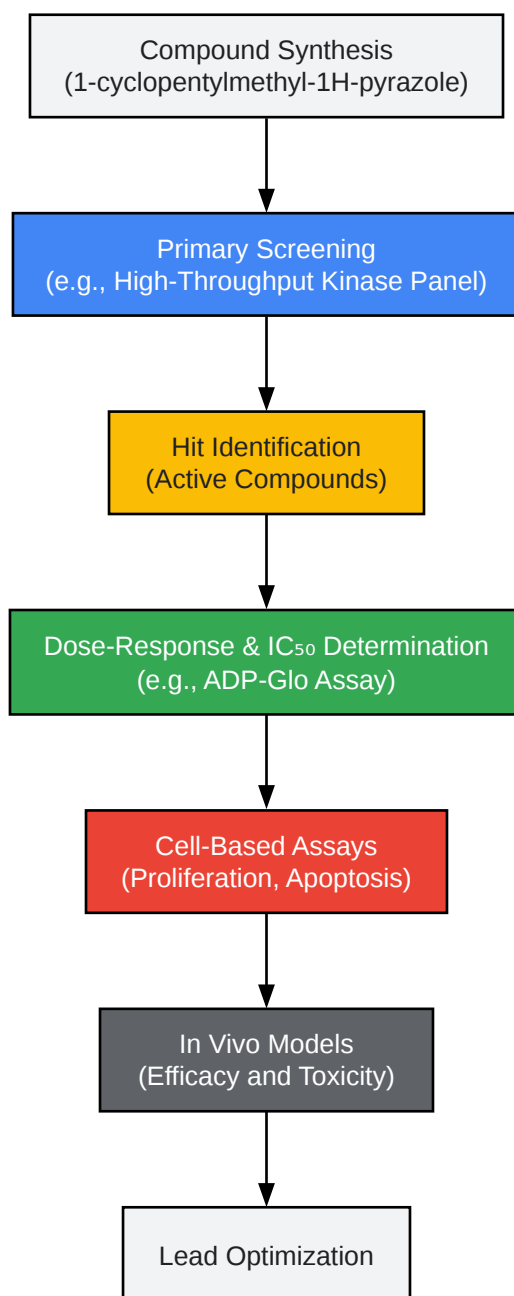 Compound Synthesis
(1-cyclopentylmethyl-1H-pyrazole)
Primary Screening
(e.g., High-Throughput Kinase Panel)
Hit Identification
(Active Compounds)
Dose-Response & IC₅₀ Determination
(e.g., ADP-Glo Assay)
Cell-Based Assays
(Proliferation, Apoptosis)
In Vivo Models
(Efficacy and Toxicity)
Lead Optimization